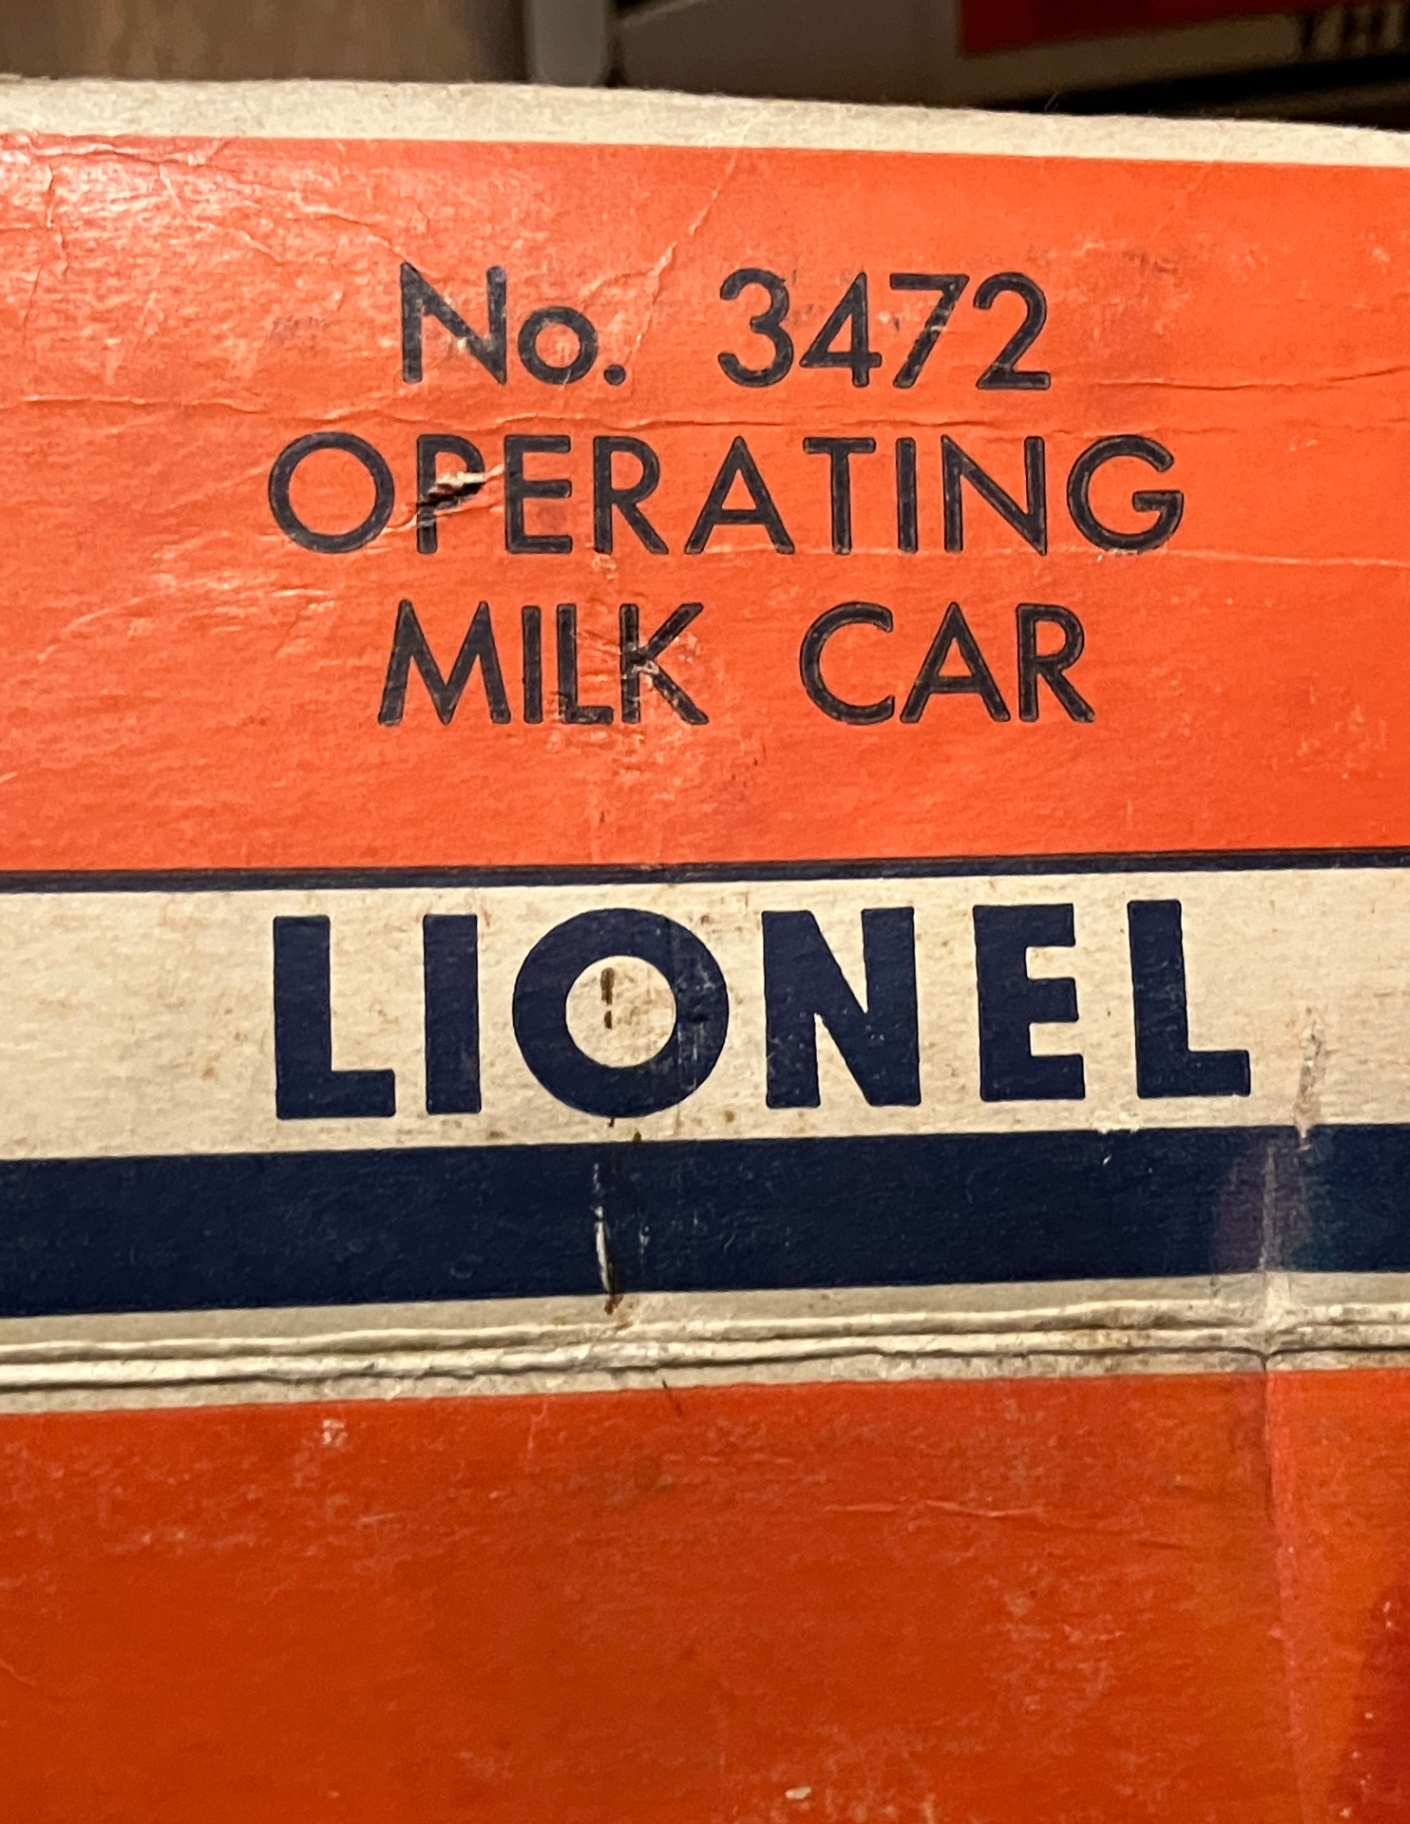 No. 3472
OPERATING
MILK CAR
LIONEL